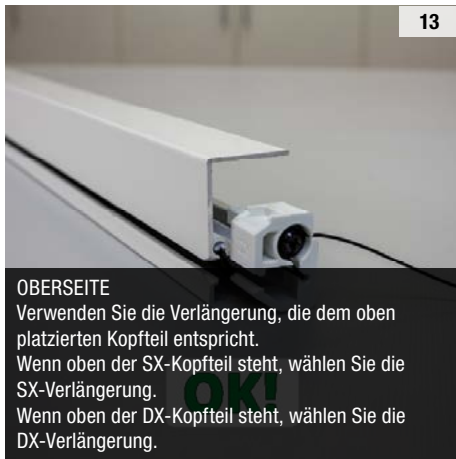 13
OBERSEITE
Verwenden Sie die Verlängerung, die dem oben
platzierten Kopfteil entspricht.
Wenn oben der SX-Kopfteil steht, wählen Sie die
SX-Verlängerung.
OK!
Wenn oben der DX-Kopfteil steht, wählen Sie die
DX-Verlängerung.